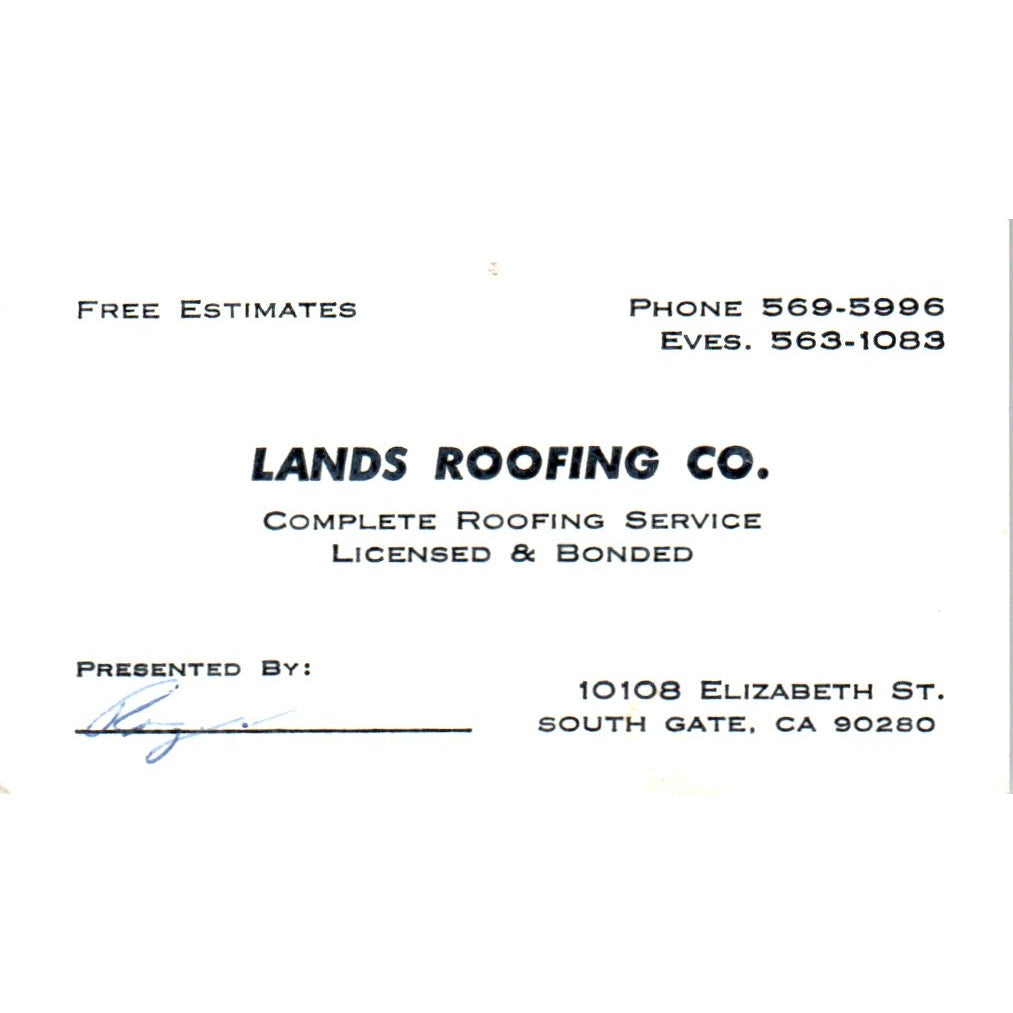 FREE ESTIMATES
PHONE 569-5996
EVES. 563-1083
LANDS ROOFING CO.
COMPLETE ROOFING SERVICE
LICENSED & BONDED
PRESENTED BY:
10108 ELIZABETH ST.
SOUTH GATE, CA 90280